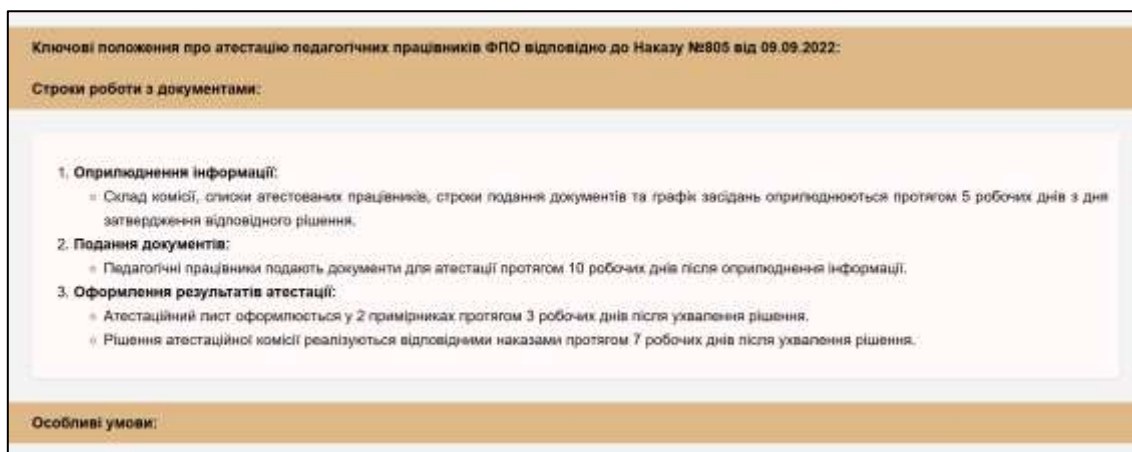 Ключові положення про атестацію педагогічних працівників ФПО відповідно до Наказу №805 від 09.09.2022:
Строки роботи з документами:
1. Оприлюднення інформації:
Склад комісії, списки атестованих працівників, строки подання документів та графік засідань оприлюднюються протягом 5 робочих днів з дня
затвердження відповідного рішення.
2. Подання документів:
Педагогічні працівники подають документи для атестації протягом 10 робочих днів після оприлюднення інформації.
3. Оформлення результатів атестації:
Атестаційний лист оформлюється у 2 примірниках протягом 3 робочих днів після ухвалення рішення.
Рішення атестаційної комісії реалізуються відповідними наказами протягом 7 робочих днів після ухвалення рішення.
Особливі умови: